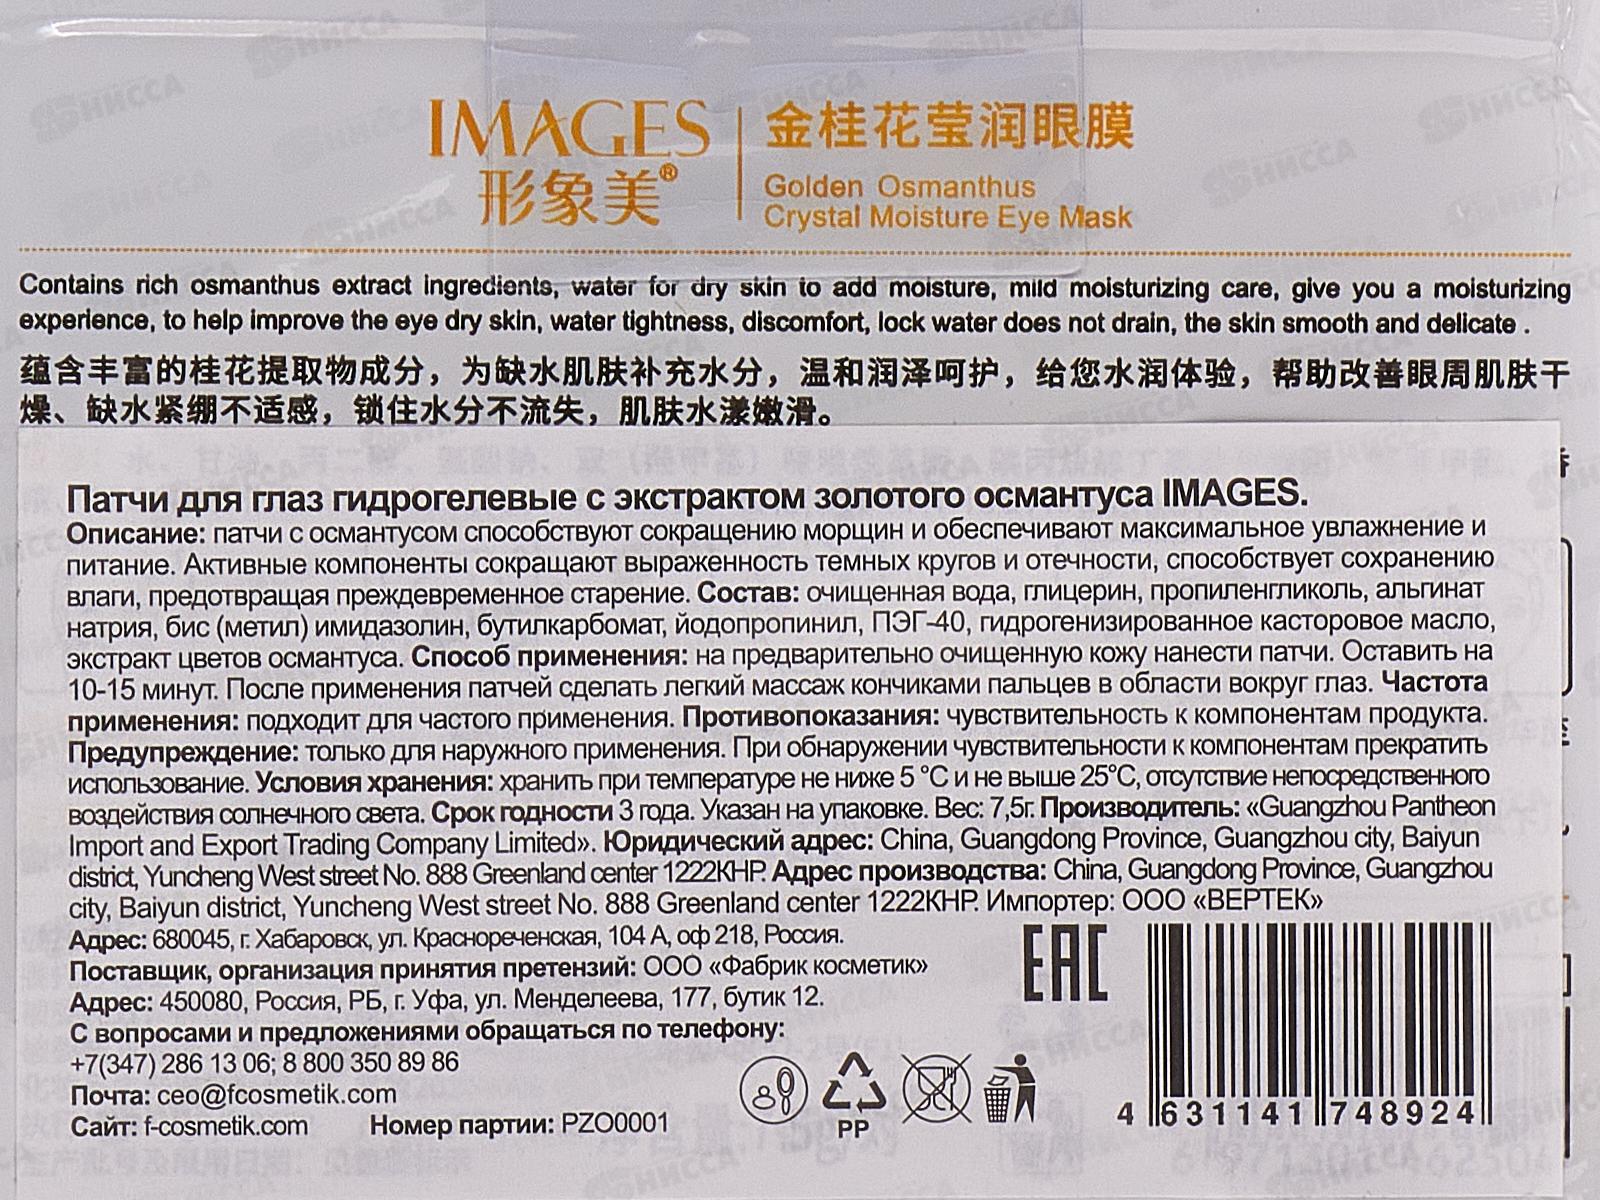 IMAGES
形象美®
金桂花莹润眼膜
Golden Osmanthus
Crystal Moisture Eye Mask
Contains rich osmanthus extract ingredients, water for dry skin to add moisture, mild moisturizing care, give you a moisturizing
experience, to help improve the eye dry skin, water tightness, discomfort, lock water does not drain, the skin smooth and delicate .
蕴含丰富的桂花提取物成分，为缺水肌肤补充水分，温和润泽呵护，给您水润体验，帮助改善眼周肌肤干
燥、缺水紧绷不适感，锁住水分不流失，肌肤水漾嫩滑。
Патчи для глаз гидрогелевые с экстрактом золотого османтуса IMAGES.
Описание: патчи с османтусом способствуют сокращению морщин и обеспечивают максимальное увлажнение и
питание. Активные компоненты сокращают выраженность темных кругов и отечности, способствует сохранению
влаги, предотвращая преждевременное старение. Состав: очищенная вода, глицерин, пропиленгликоль, альгинат
натрия, бис (метил) имидазолин, бутилкарбомат, йодопропинил, ПЭГ-40, гидрогенизированное касторовое масло,
экстракт цветов османтуса. Способ применения: на предварительно очищенную кожу нанести патчи. Оставить на
10-15 минут. После применения патчей сделать легкий массаж кончиками пальцев в области вокруг глаз. Частота
применения: подходит для частого применения. Противопоказания: чувствительность к компонентам продукта.
Предупреждение: только для наружного применения. При обнаружении чувствительности к компонентам прекратить
использование. Условия хранения: хранить при температуре не ниже 5 °C и не выше 25°C, отсутствие непосредственного
воздействия солнечного света. Срок годности 3 года. Указан на упаковке. Вес: 7,5г. Производитель: «Guangzhou Pantheon
Import and Export Trading Company Limited». Юридический адрес: China, Guangdong Province, Guangzhou city, Baiyun
district, Yuncheng West street No. 888 Greenland center 1222КНР. Адрес производства: China, Guangdong Province, Guangzhou
city, Baiyun district, Yuncheng West street No. 888 Greenland center 1222КНР. Импортер: ООО «ВЕРТЕК»
Адрес: 680045, г. Хабаровск, ул. Краснореченская, 104 А, оф 218, Россия.
Поставщик, организация принятия претензий: ООО «Фабрик косметик»
Адрес: 450080, Россия, РБ, г. Уфа, ул. Менделеева, 177, бутик 12.
С вопросами и предложениями обращаться по телефону:
+7(347) 286 13 06; 8 800 350 89 86
Почта: ceo@fcosmetik.com
Сайт: f-cosmetik.com Номер партии: PZO0001
EAC
PP
4 631141 748924
НИССА